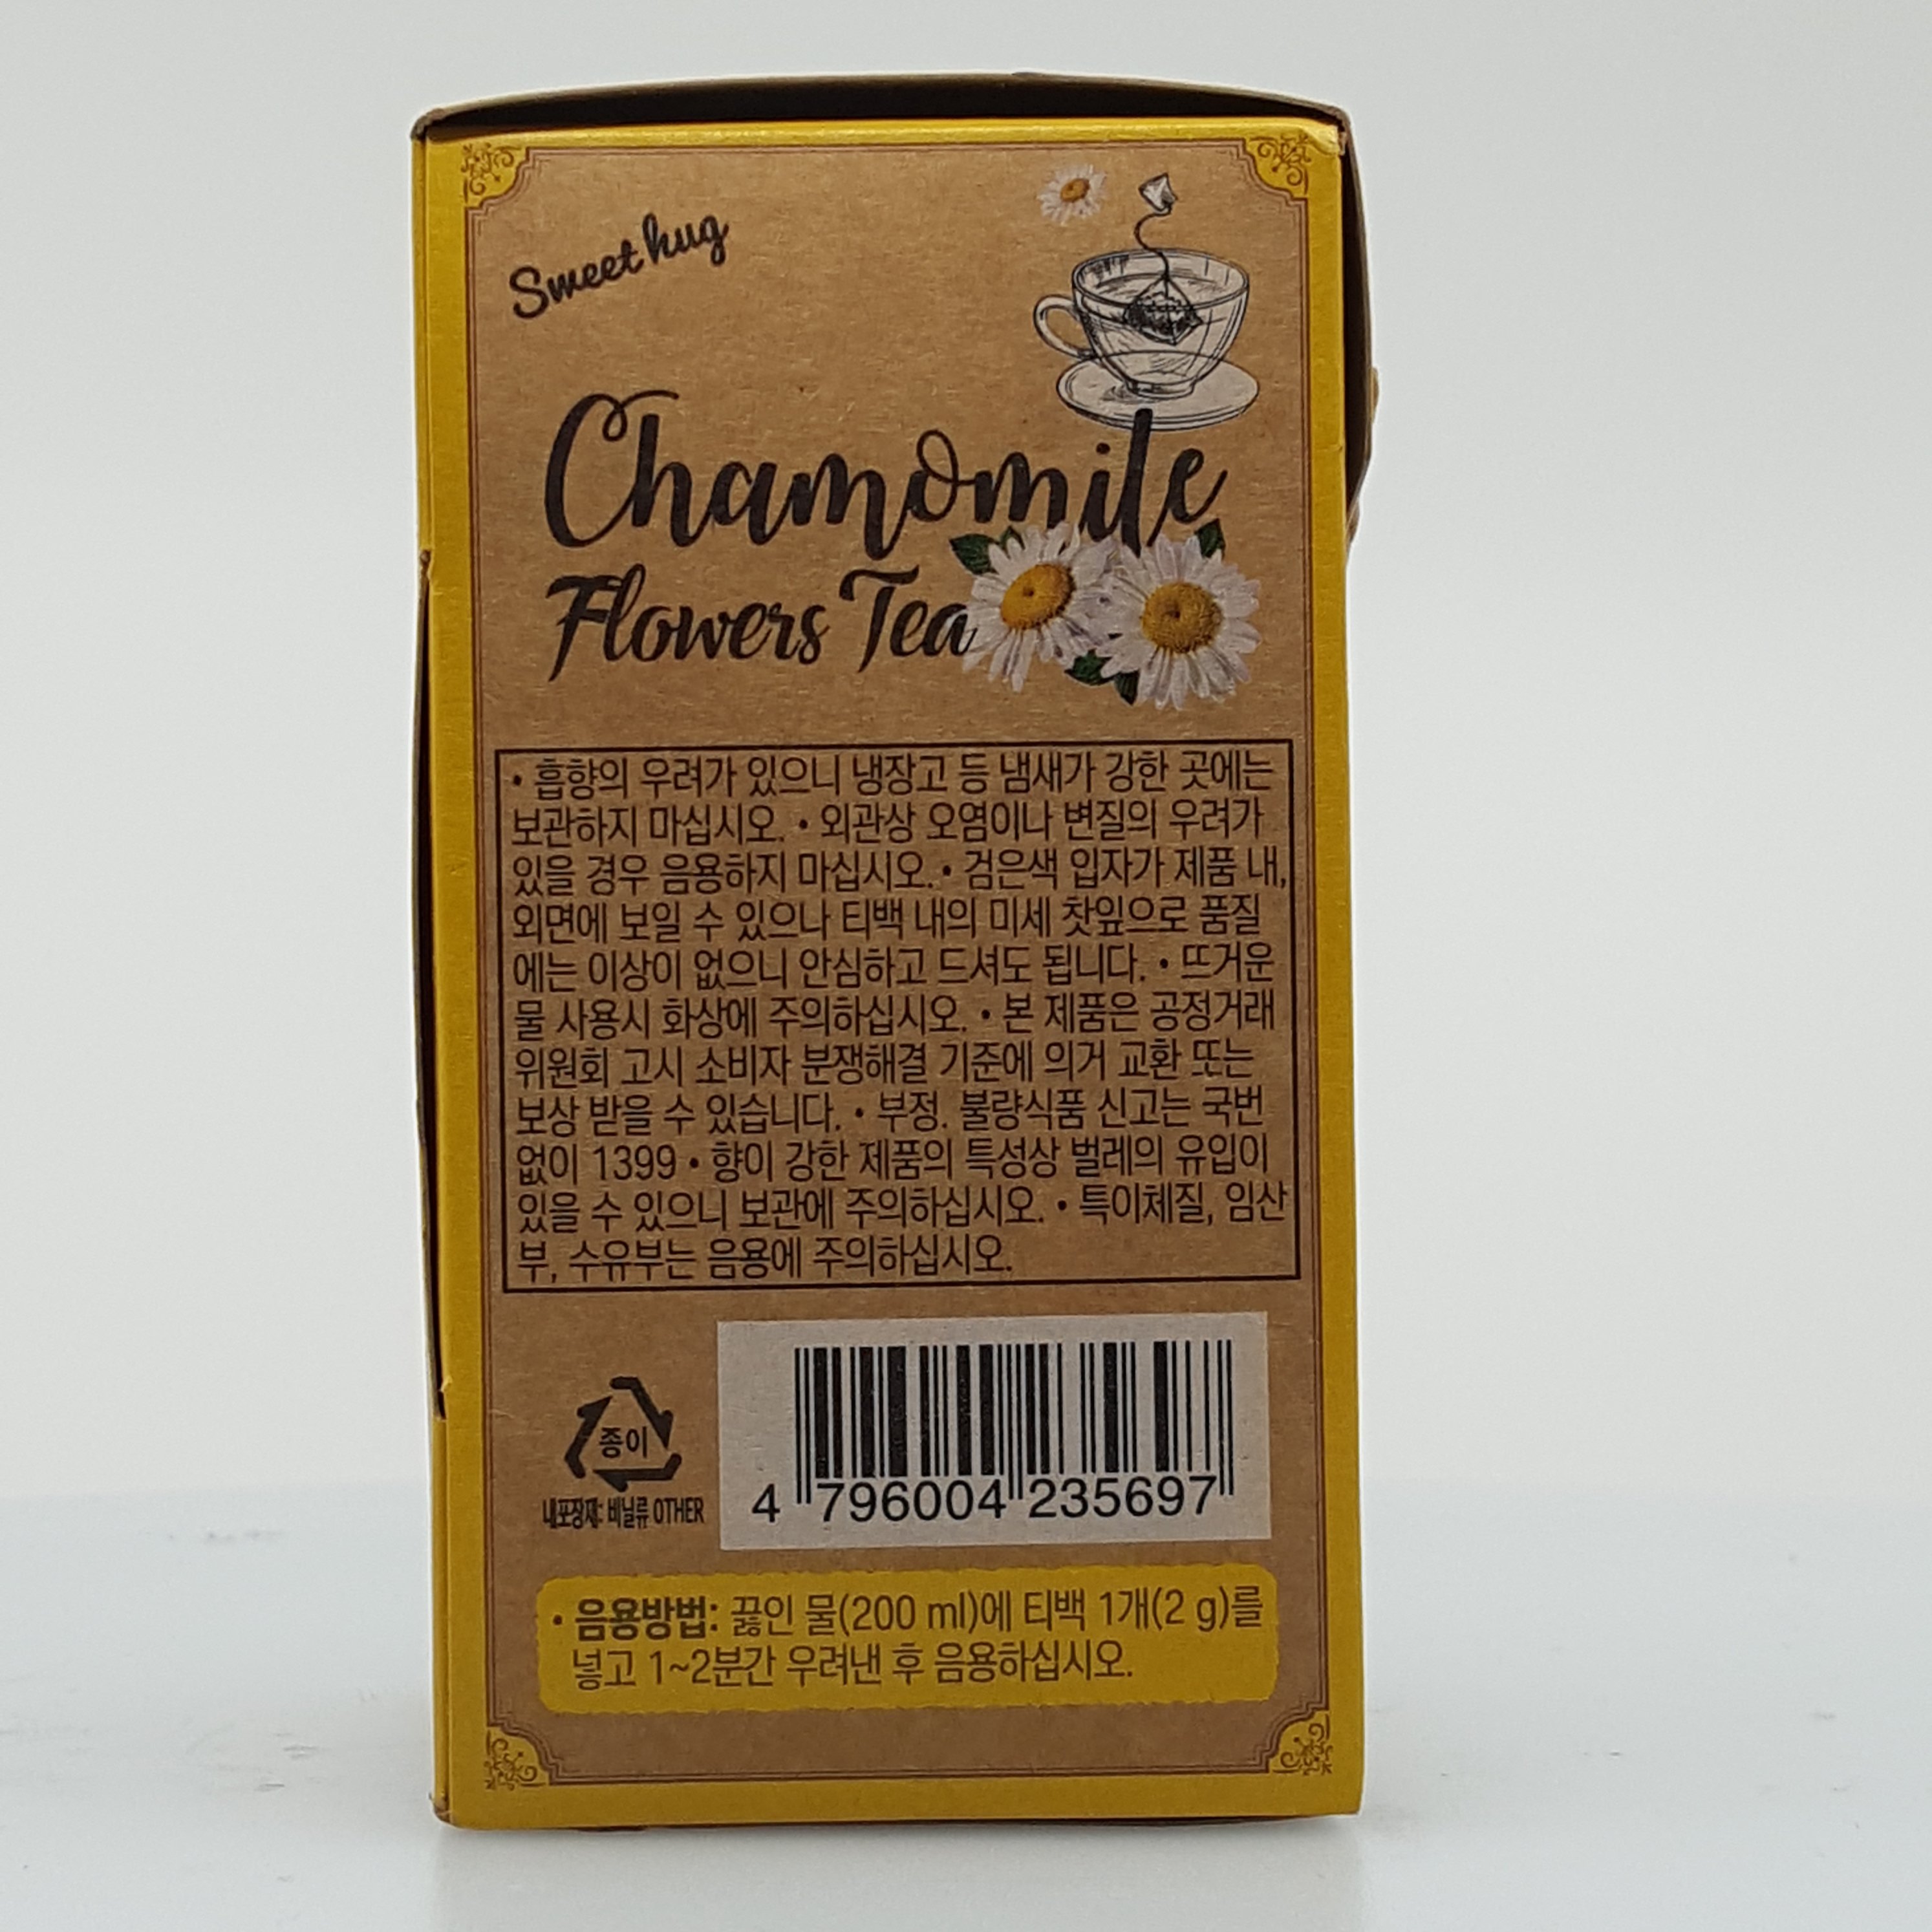 Sweet hug
Chamomile
Flowers Tea
• 흡향의 우려가 있으니 냉장고 등 냄새가 강한 곳에는
보관하지 마십시오. • 외관상 오염이나 변질의 우려가
있을 경우 음용하지 마십시오. • 검은색 입자가 제품 내,
외면에 보일 수 있으나 티백 내의 미세 찻잎으로 품질
에는 이상이 없으니 안심하고 드셔도 됩니다. • 뜨거운
물 사용시 화상에 주의하십시오. • 본 제품은 공정거래
위원회 고시 소비자 분쟁해결 기준에 의거 교환 또는
보상 받을 수 있습니다. • 부정. 불량식품 신고는 국번
없이 1399 • 향이 강한 제품의 특성상 벌레의 유입이
있을 수 있으니 보관에 주의하십시오. • 특이체질, 임산
부, 수유부는 음용에 주의하십시오.
종이
내포장재: 비닐류 OTHER
4 796004 235697
• 음용방법: 끓인 물(200 ml)에 티백 1개(2 g)를
넣고 1~2분간 우려낸 후 음용하십시오.